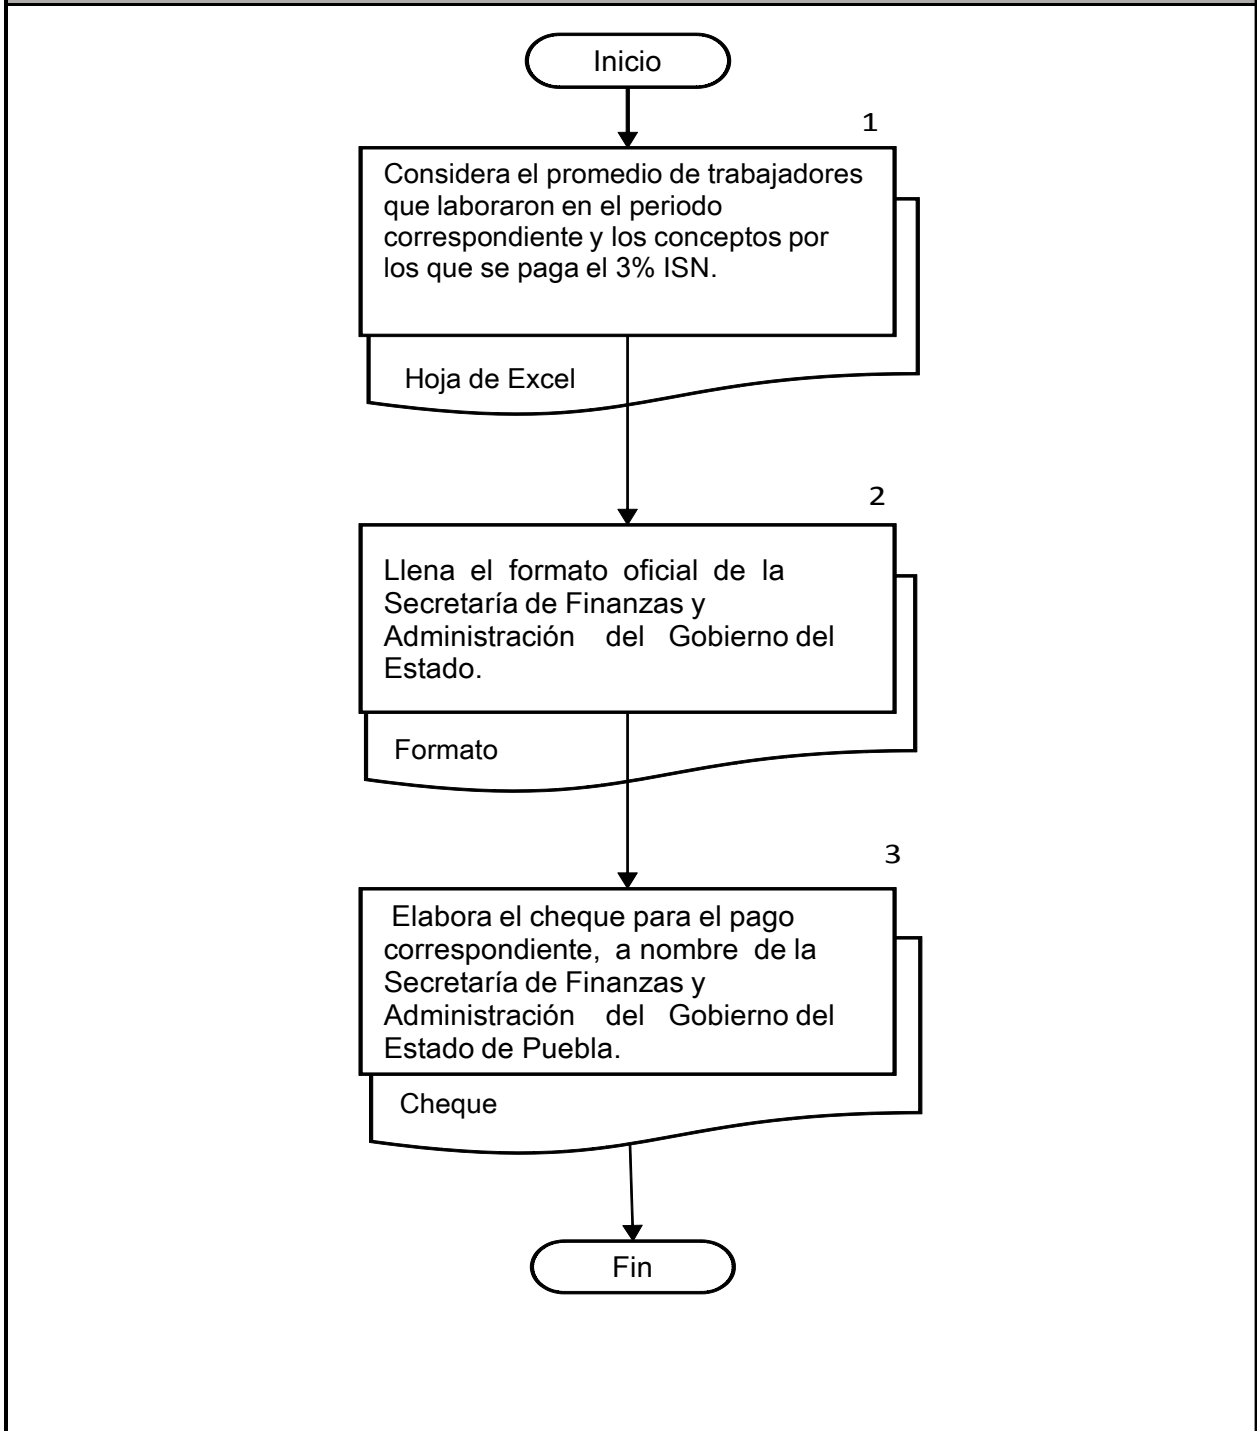 Inicio
1
Considera el promedio de trabajadores
que laboraron en el periodo
correspondiente y los conceptos por
los que se paga el 3% ISN.
Hoja de Excel
2
Llena el formato oficial de la
Secretaría de Finanzas y
Administración del Gobierno del
Estado.
Formato
3
Elabora el cheque para el pago
correspondiente, a nombre de la
Secretaría de Finanzas y
Administración del Gobierno del
Estado de Puebla.
Cheque
Fin